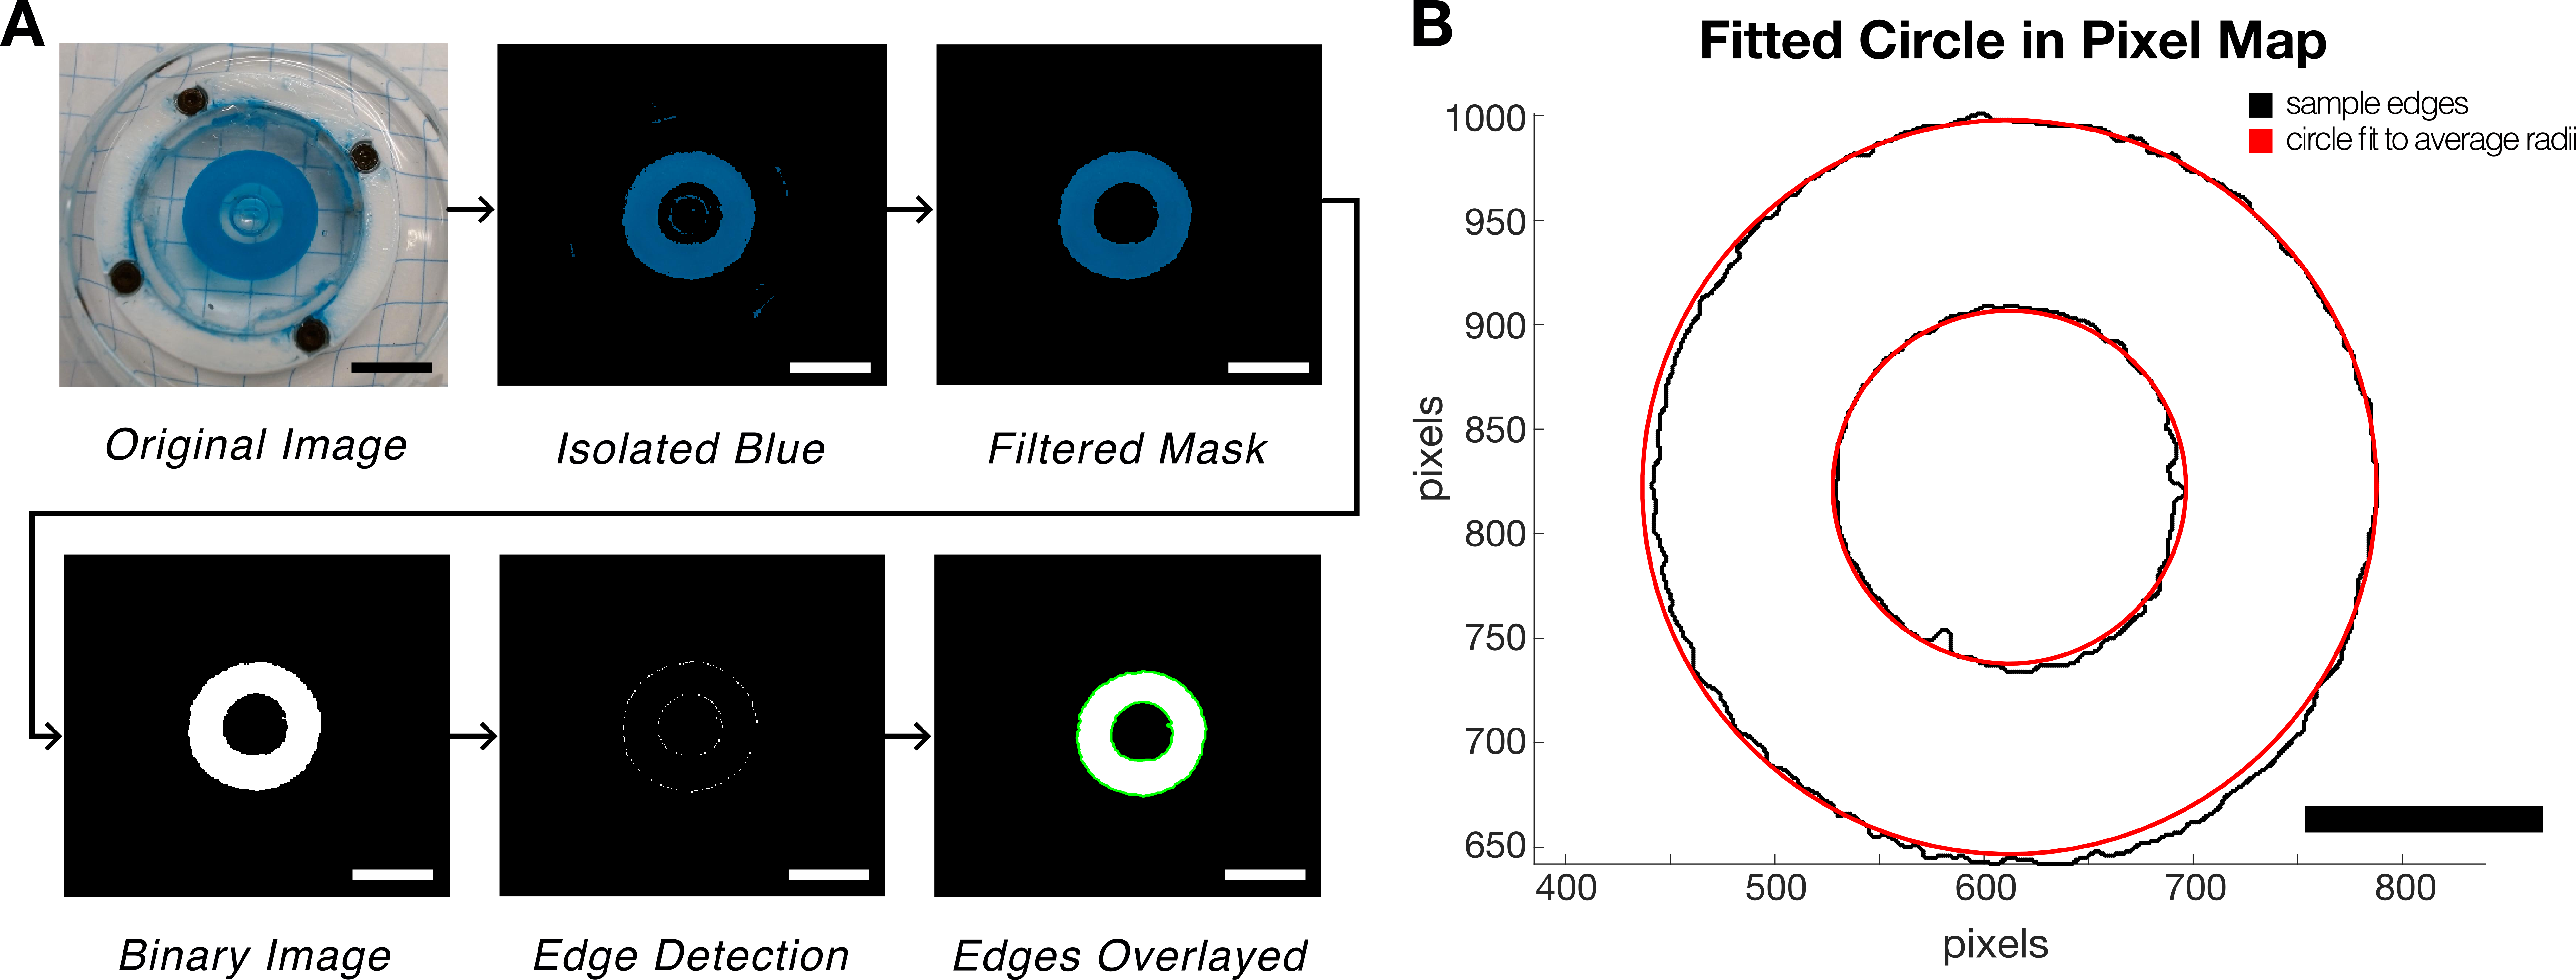 A
Original Image
Isolated Blue
Filtered Mask
Binary Image
Edge Detection
Edges Overlayed
B
Fitted Circle in Pixel Map
sample edges
circle fit to average radii
1000
950
900
850
800
750
700
650
pixels
400
500
600
700
800
pixels